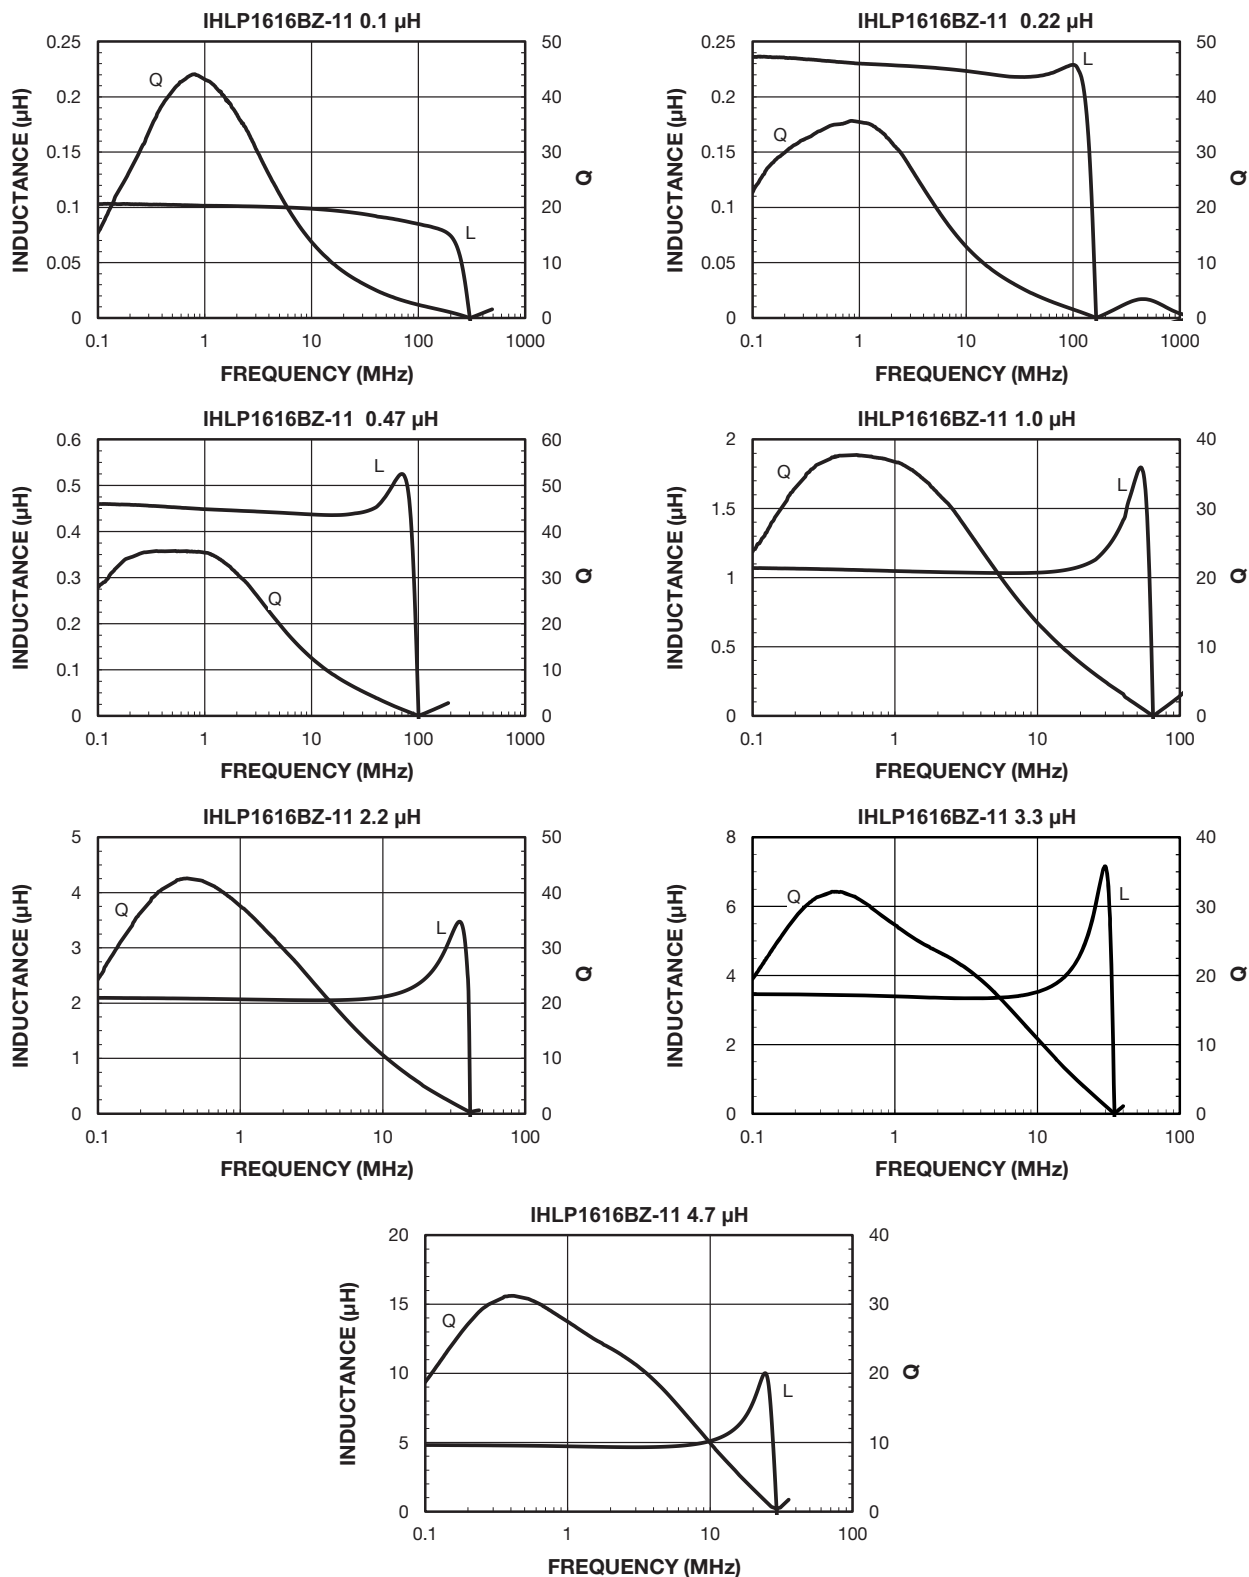 IHLP1616BZ-11 0.1 µH
0.25
0.2
0.15
0.1
0.05
0
50
40
30
20
10
0
0.1
1
10
100
1000
INDUCTANCE (µH)
Q
Q
L
FREQUENCY (MHz)
IHLP1616BZ-11  0.22 µH
0.25
0.2
0.15
0.1
0.05
0
50
40
30
20
10
0
0.1
1
10
100
1000
INDUCTANCE (µH)
Q
Q
L
FREQUENCY (MHz)
IHLP1616BZ-11  0.47 µH
0.6
0.5
0.4
0.3
0.2
0.1
0
60
50
40
30
20
10
0
0.1
1
10
100
1000
INDUCTANCE (µH)
Q
L
Q
FREQUENCY (MHz)
IHLP1616BZ-11 1.0 µH
2
1.5
1
0.5
0
40
30
20
10
0
0.1
1
10
100
INDUCTANCE (µH)
Q
Q
L
FREQUENCY (MHz)
IHLP1616BZ-11 2.2 µH
5
4
3
2
1
0
50
40
30
20
10
0
0.1
1
10
100
INDUCTANCE (µH)
Q
Q
L
FREQUENCY (MHz)
IHLP1616BZ-11 3.3 µH
8
6
4
2
0
40
30
20
10
0
0.1
1
10
100
INDUCTANCE (µH)
Q
Q
L
FREQUENCY (MHz)
IHLP1616BZ-11 4.7 µH
20
15
10
5
0
40
30
20
10
0
0.1
1
10
100
INDUCTANCE (µH)
Q
Q
L
FREQUENCY (MHz)